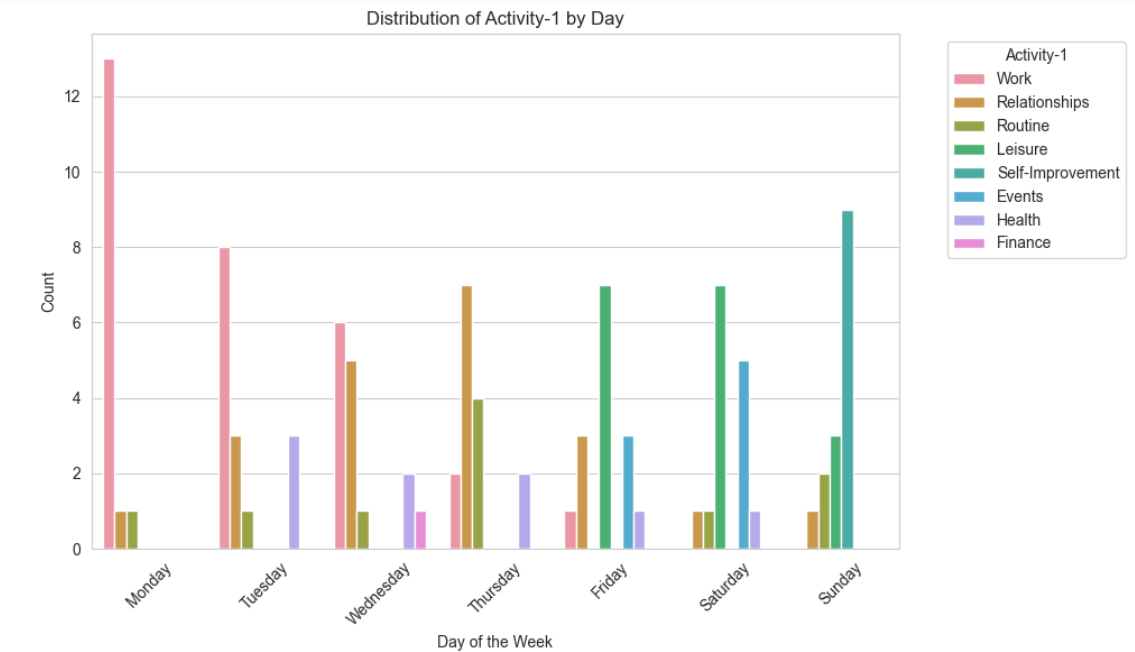 Distribution of Activity-1 by Day
Count
12
10
8
6
4
2
0
Monday
Tuesday
Wednesday
Thursday
Friday
Saturday
Sunday
Day of the Week
Activity-1
Work
Relationships
Routine
Leisure
Self-Improvement
Events
Health
Finance